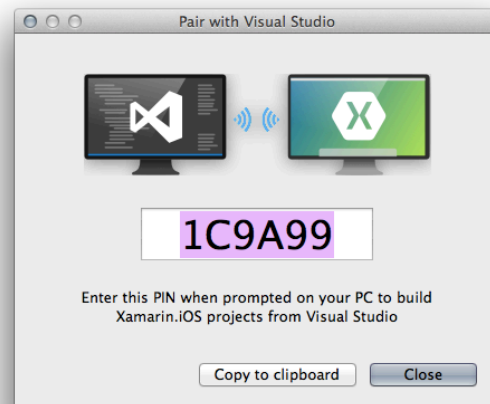 Pair with Visual Studio
1C9A99
Enter this PIN when prompted on your PC to build
Xamarin.iOS projects from Visual Studio
Copy to clipboard
Close